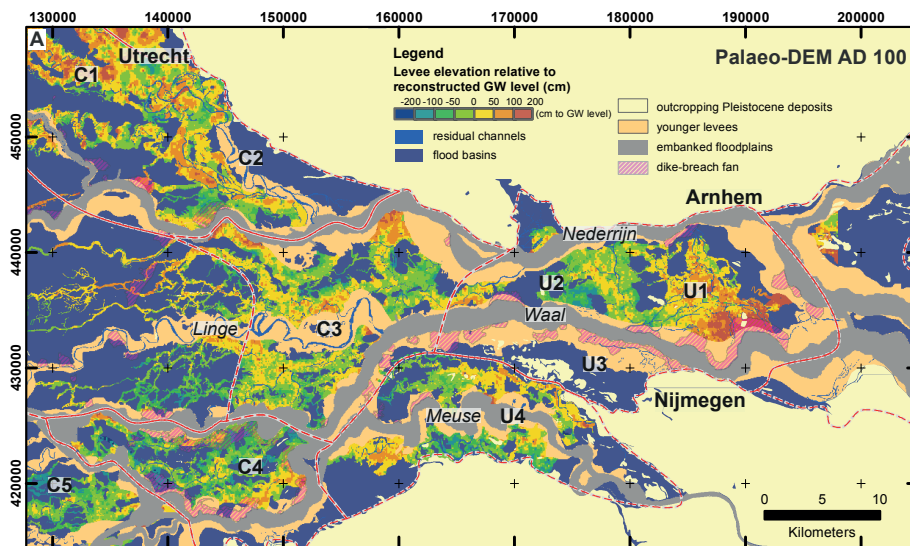 130000 140000 150000 160000 170000 180000 190000 200000
A
Utrecht
Palaeo-DEM AD 100
C1
Legend
Levee elevation relative to
reconstructed GW level (cm)
-200 -100 -50 0 50 100 200
(cm to GW level)
residual channels
flood basins
outcropping Pleistocene deposits
younger levees
embanked floodplains
dike-breach fan
450000
C2
Arnhem
Nederrijn
440000
U2
U1
Waal
Linge
C3
430000
U3
Nijmegen
Meuse
U4
C4
C5
420000
0 5 10
Kilometers